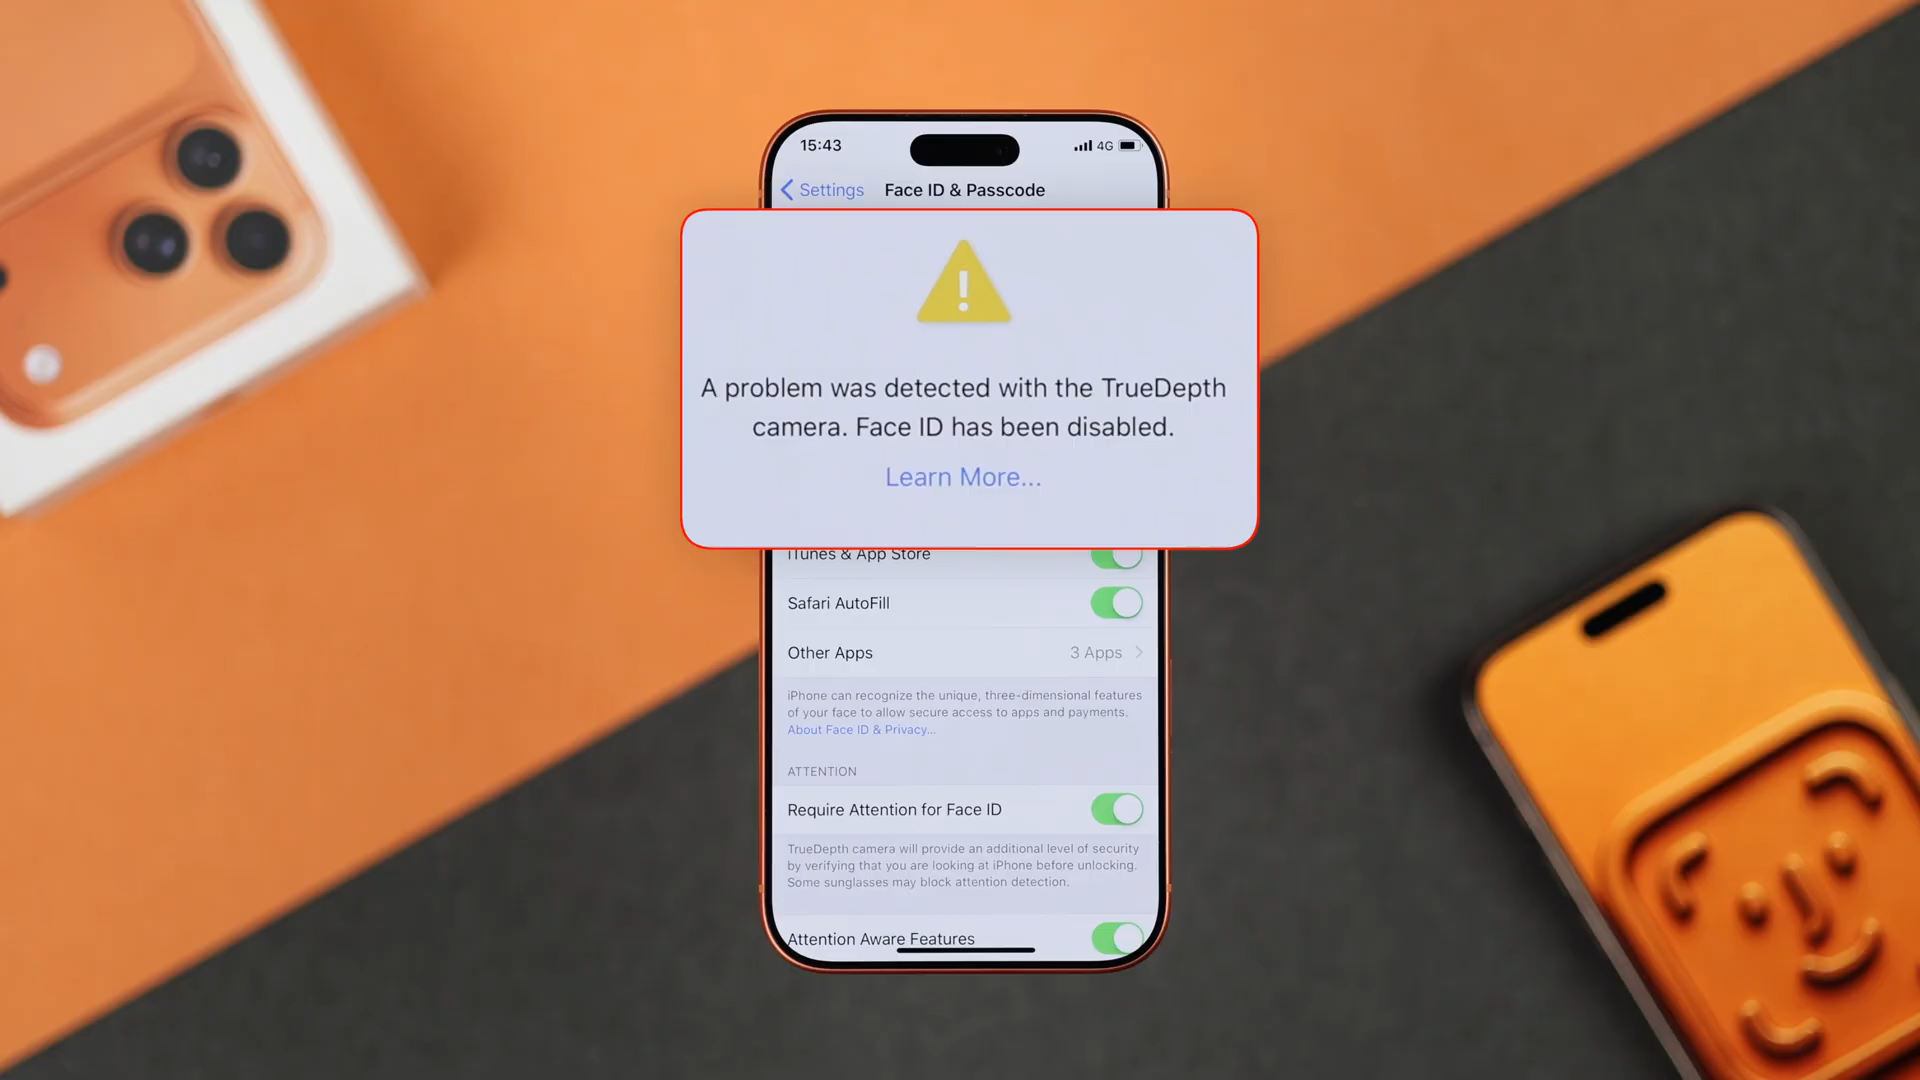 15:43
4G
Settings
Face ID & Passcode
A problem was detected with the TrueDepth
camera. Face ID has been disabled.
Learn More...
iTunes & App Store
Safari AutoFill
Other Apps
3 Apps
iPhone can recognize the unique, three-dimensional features
of your face to allow secure access to apps and payments.
About Face ID & Privacy...
ATTENTION
Require Attention for Face ID
TrueDepth camera will provide an additional level of security
by verifying that you are looking at iPhone before unlocking.
Some sunglasses may block attention detection.
Attention Aware Features